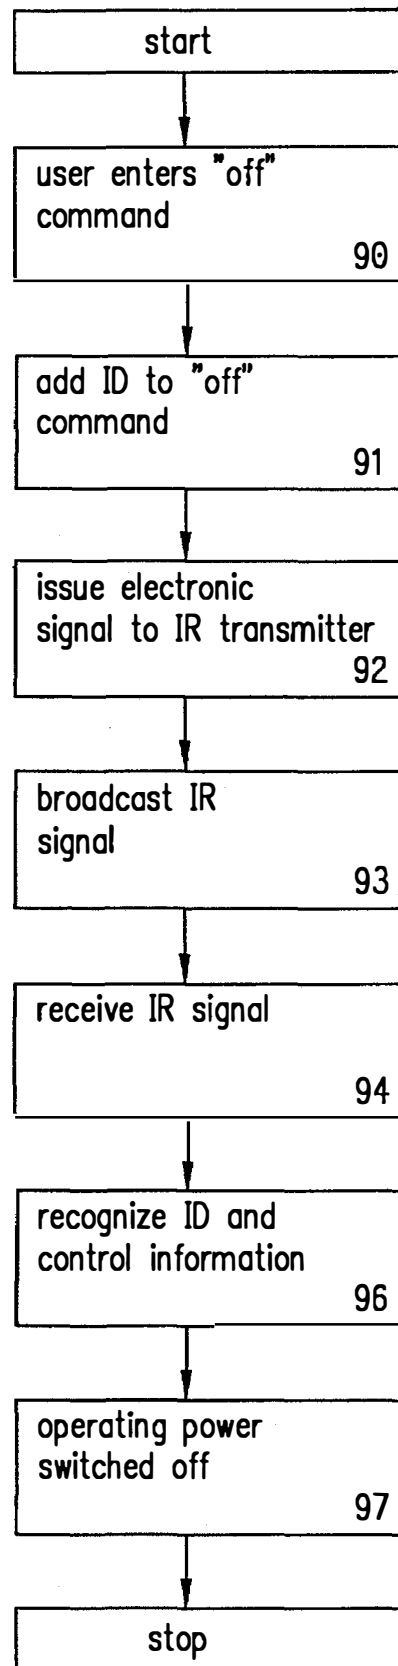 start
user enters "off"
command
90
add ID to "off"
command
91
issue electronic
signal to IR transmitter
92
broadcast IR
signal
93
receive IR signal
94
recognize ID and
control information
96
operating power
switched off
97
stop